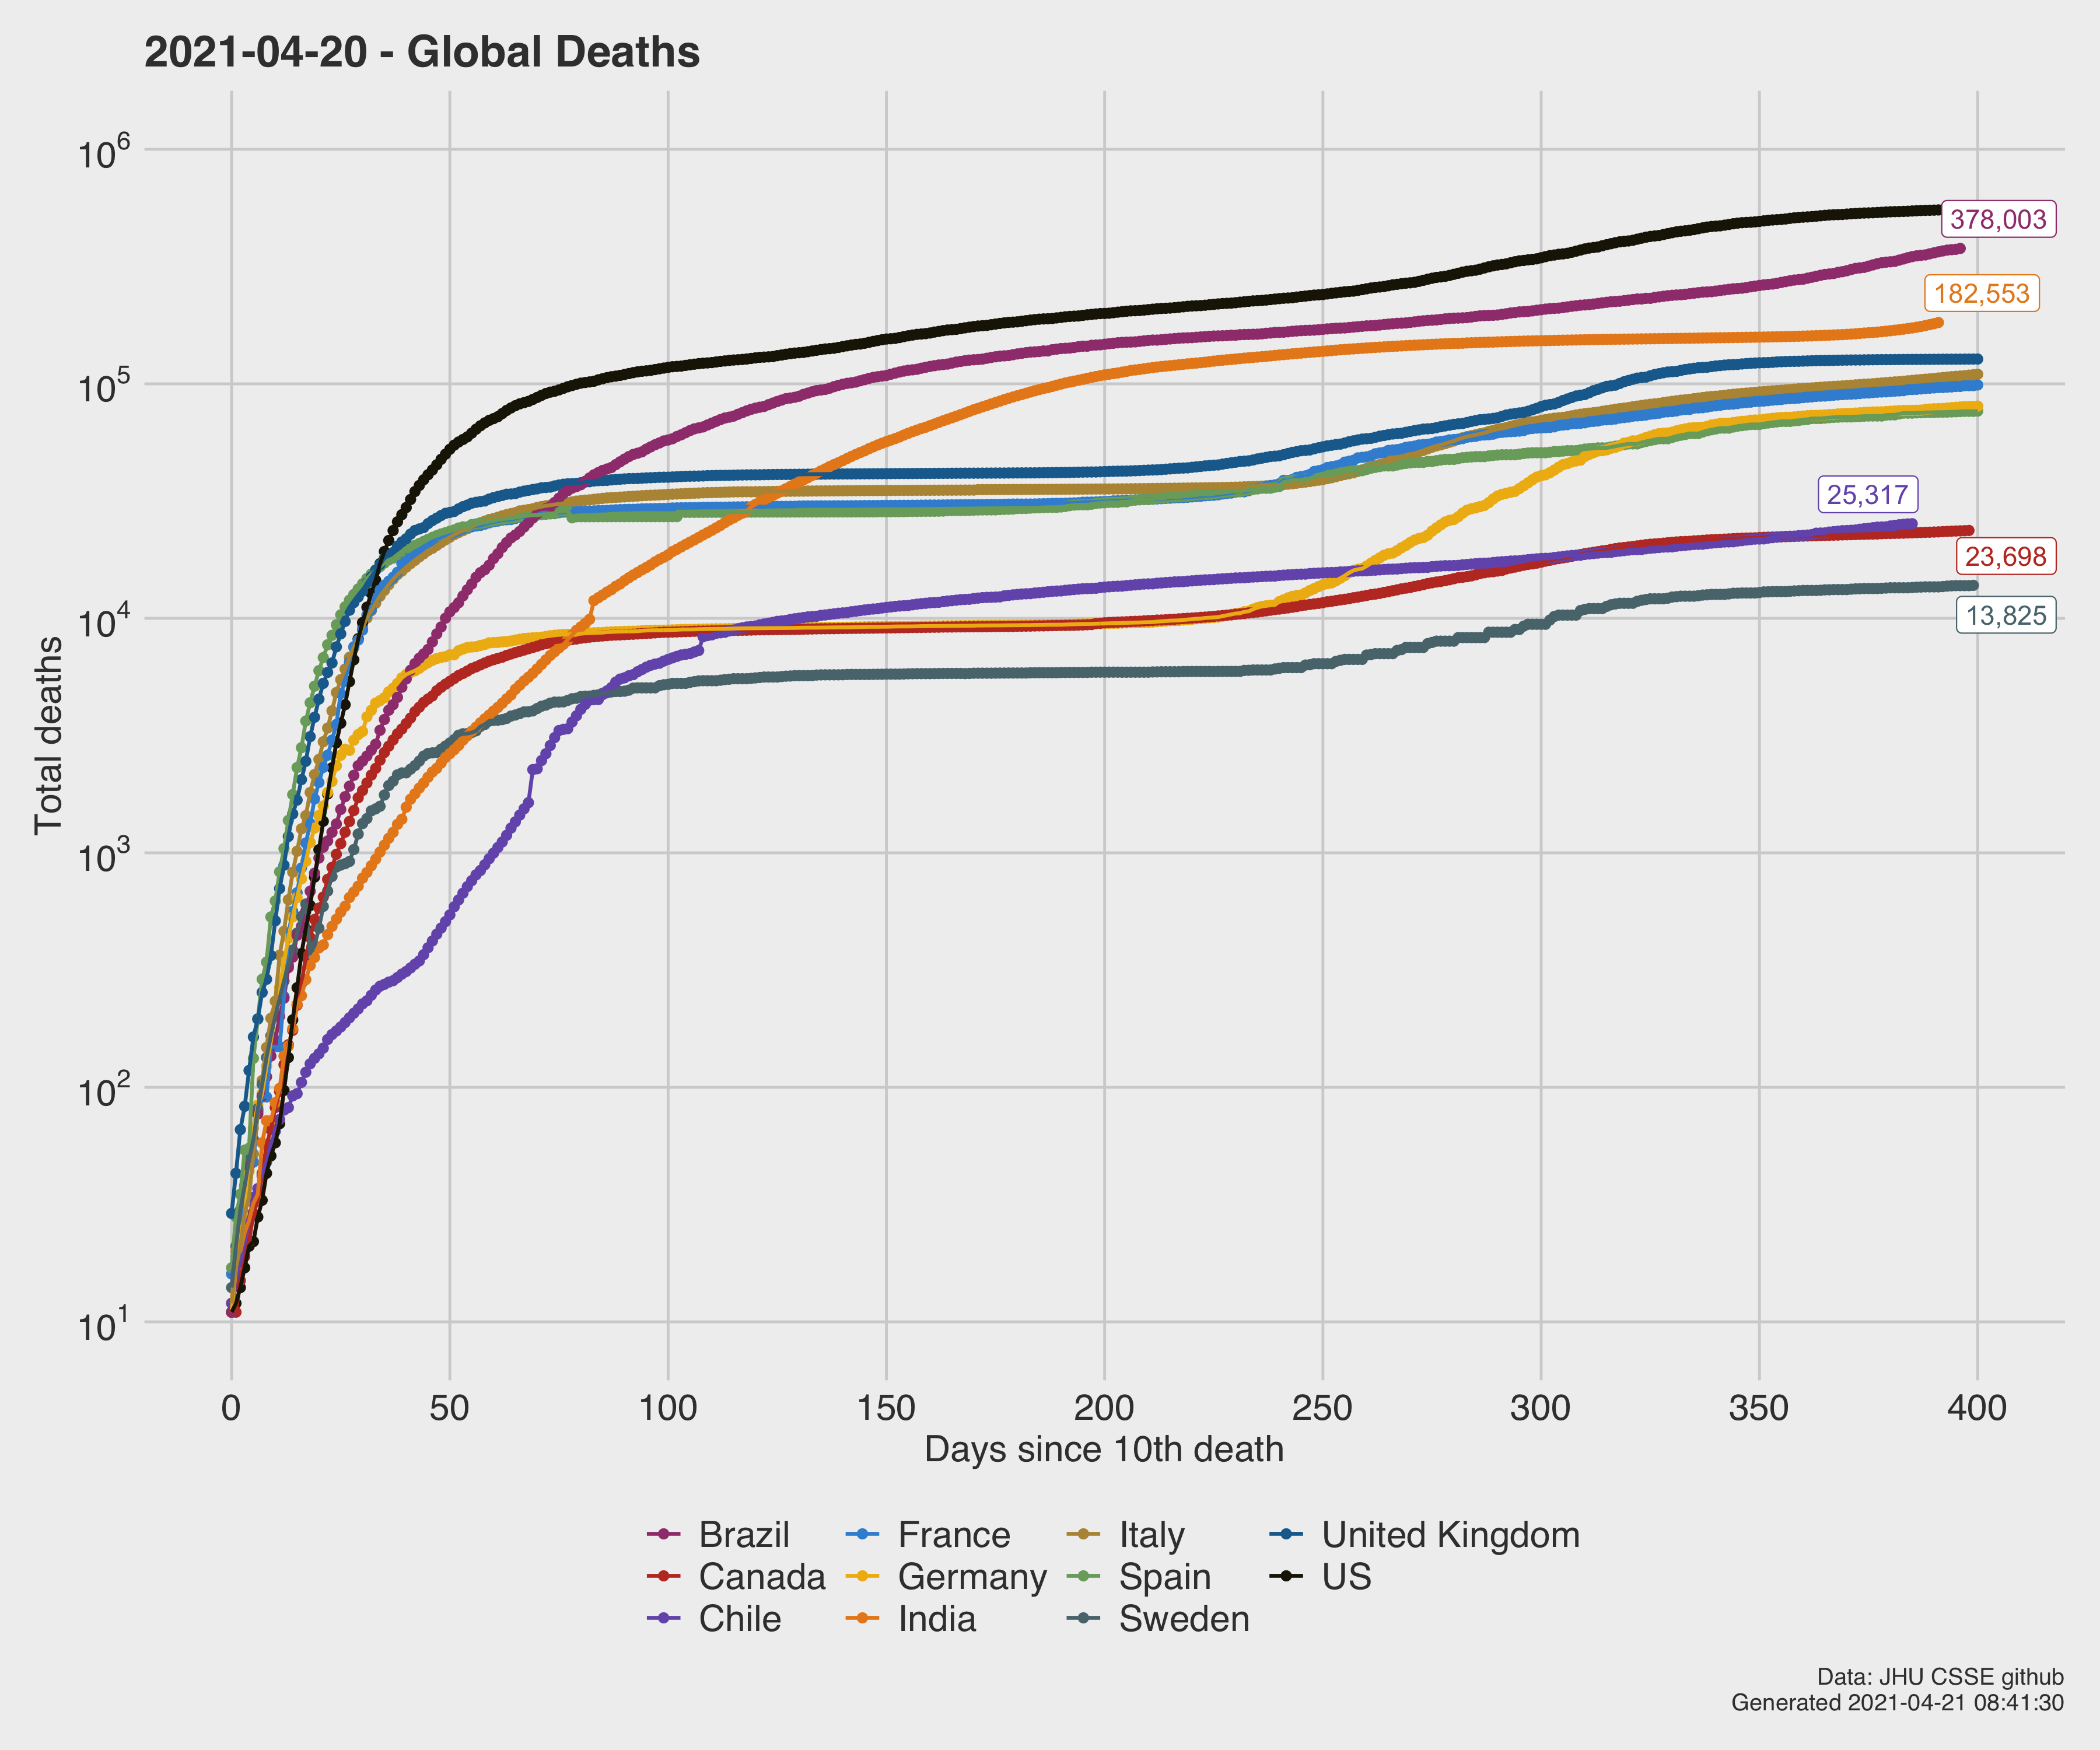 2021-04-20 - Global Deaths
10^6
10^5
10^4
10^3
10^2
10^1
Total deaths
378,003
182,553
25,317
23,698
13,825
0 50 100 150 200 250 300 350 400
Days since 10th death
Brazil France Italy United Kingdom
Canada Germany Spain US
Chile India Sweden
Data: JHU CSSE github
Generated 2021-04-21 08:41:30